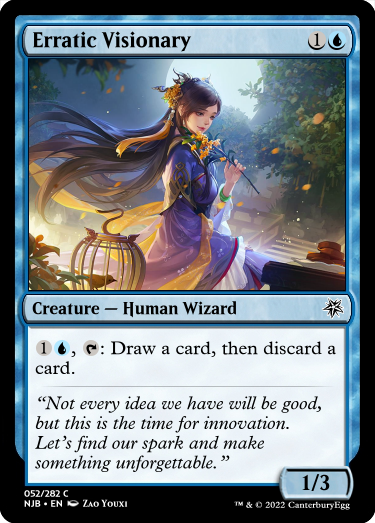 Erratic Visionary 1
Creature — Human Wizard
1 , : Draw a card, then discard a
card.
“Not every idea we have will be good,
but this is the time for innovation.
Let’s find our spark and make
something unforgettable.”
1/3
052/282 C
NJB • EN Zao Youxi
™ & © 2022 CanterburyEgg